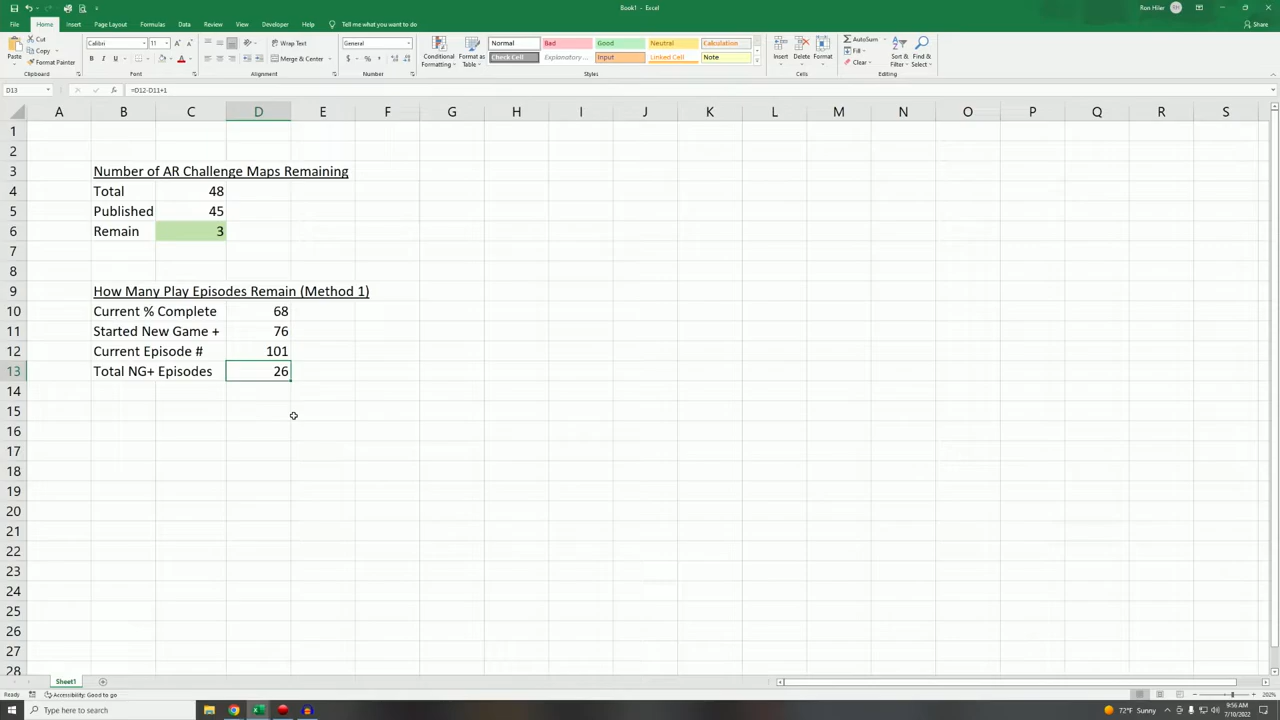 Book1 - Excel
Ron Hiler
RH
File Home Insert Page Layout Formulas Data Review View Developer Help Tell me what you want to do
Share
Paste
Cut
Copy
Format Painter
Clipboard
Calibri 11
B I U
Font
Wrap Text
Merge & Center
Alignment
General
$ % ,
Number
Conditional Formatting
Format as Table
Normal Bad Good Neutral Calculation
Check Cell Explanatory ... Input Linked Cell Note
Styles
Insert Delete Format
Cells
AutoSum
Fill
Clear
Sort & Filter
Find & Select
Editing
D13
=D12-D11+1
A B C D E F G H I J K L M N O P Q R S
1
2
3 Number of AR Challenge Maps Remaining
4 Total 48
5 Published 45
6 Remain 3
7
8
9 How Many Play Episodes Remain (Method 1)
10 Current % Complete 68
11 Started New Game + 76
12 Current Episode # 101
13 Total NG+ Episodes 26
14
15
16
17
18
19
20
21
22
23
24
25
26
27
28
Sheet1
Ready
Accessibility: Good to go
202%
Type here to search
72°F Sunny
9:56 AM
7/10/2022